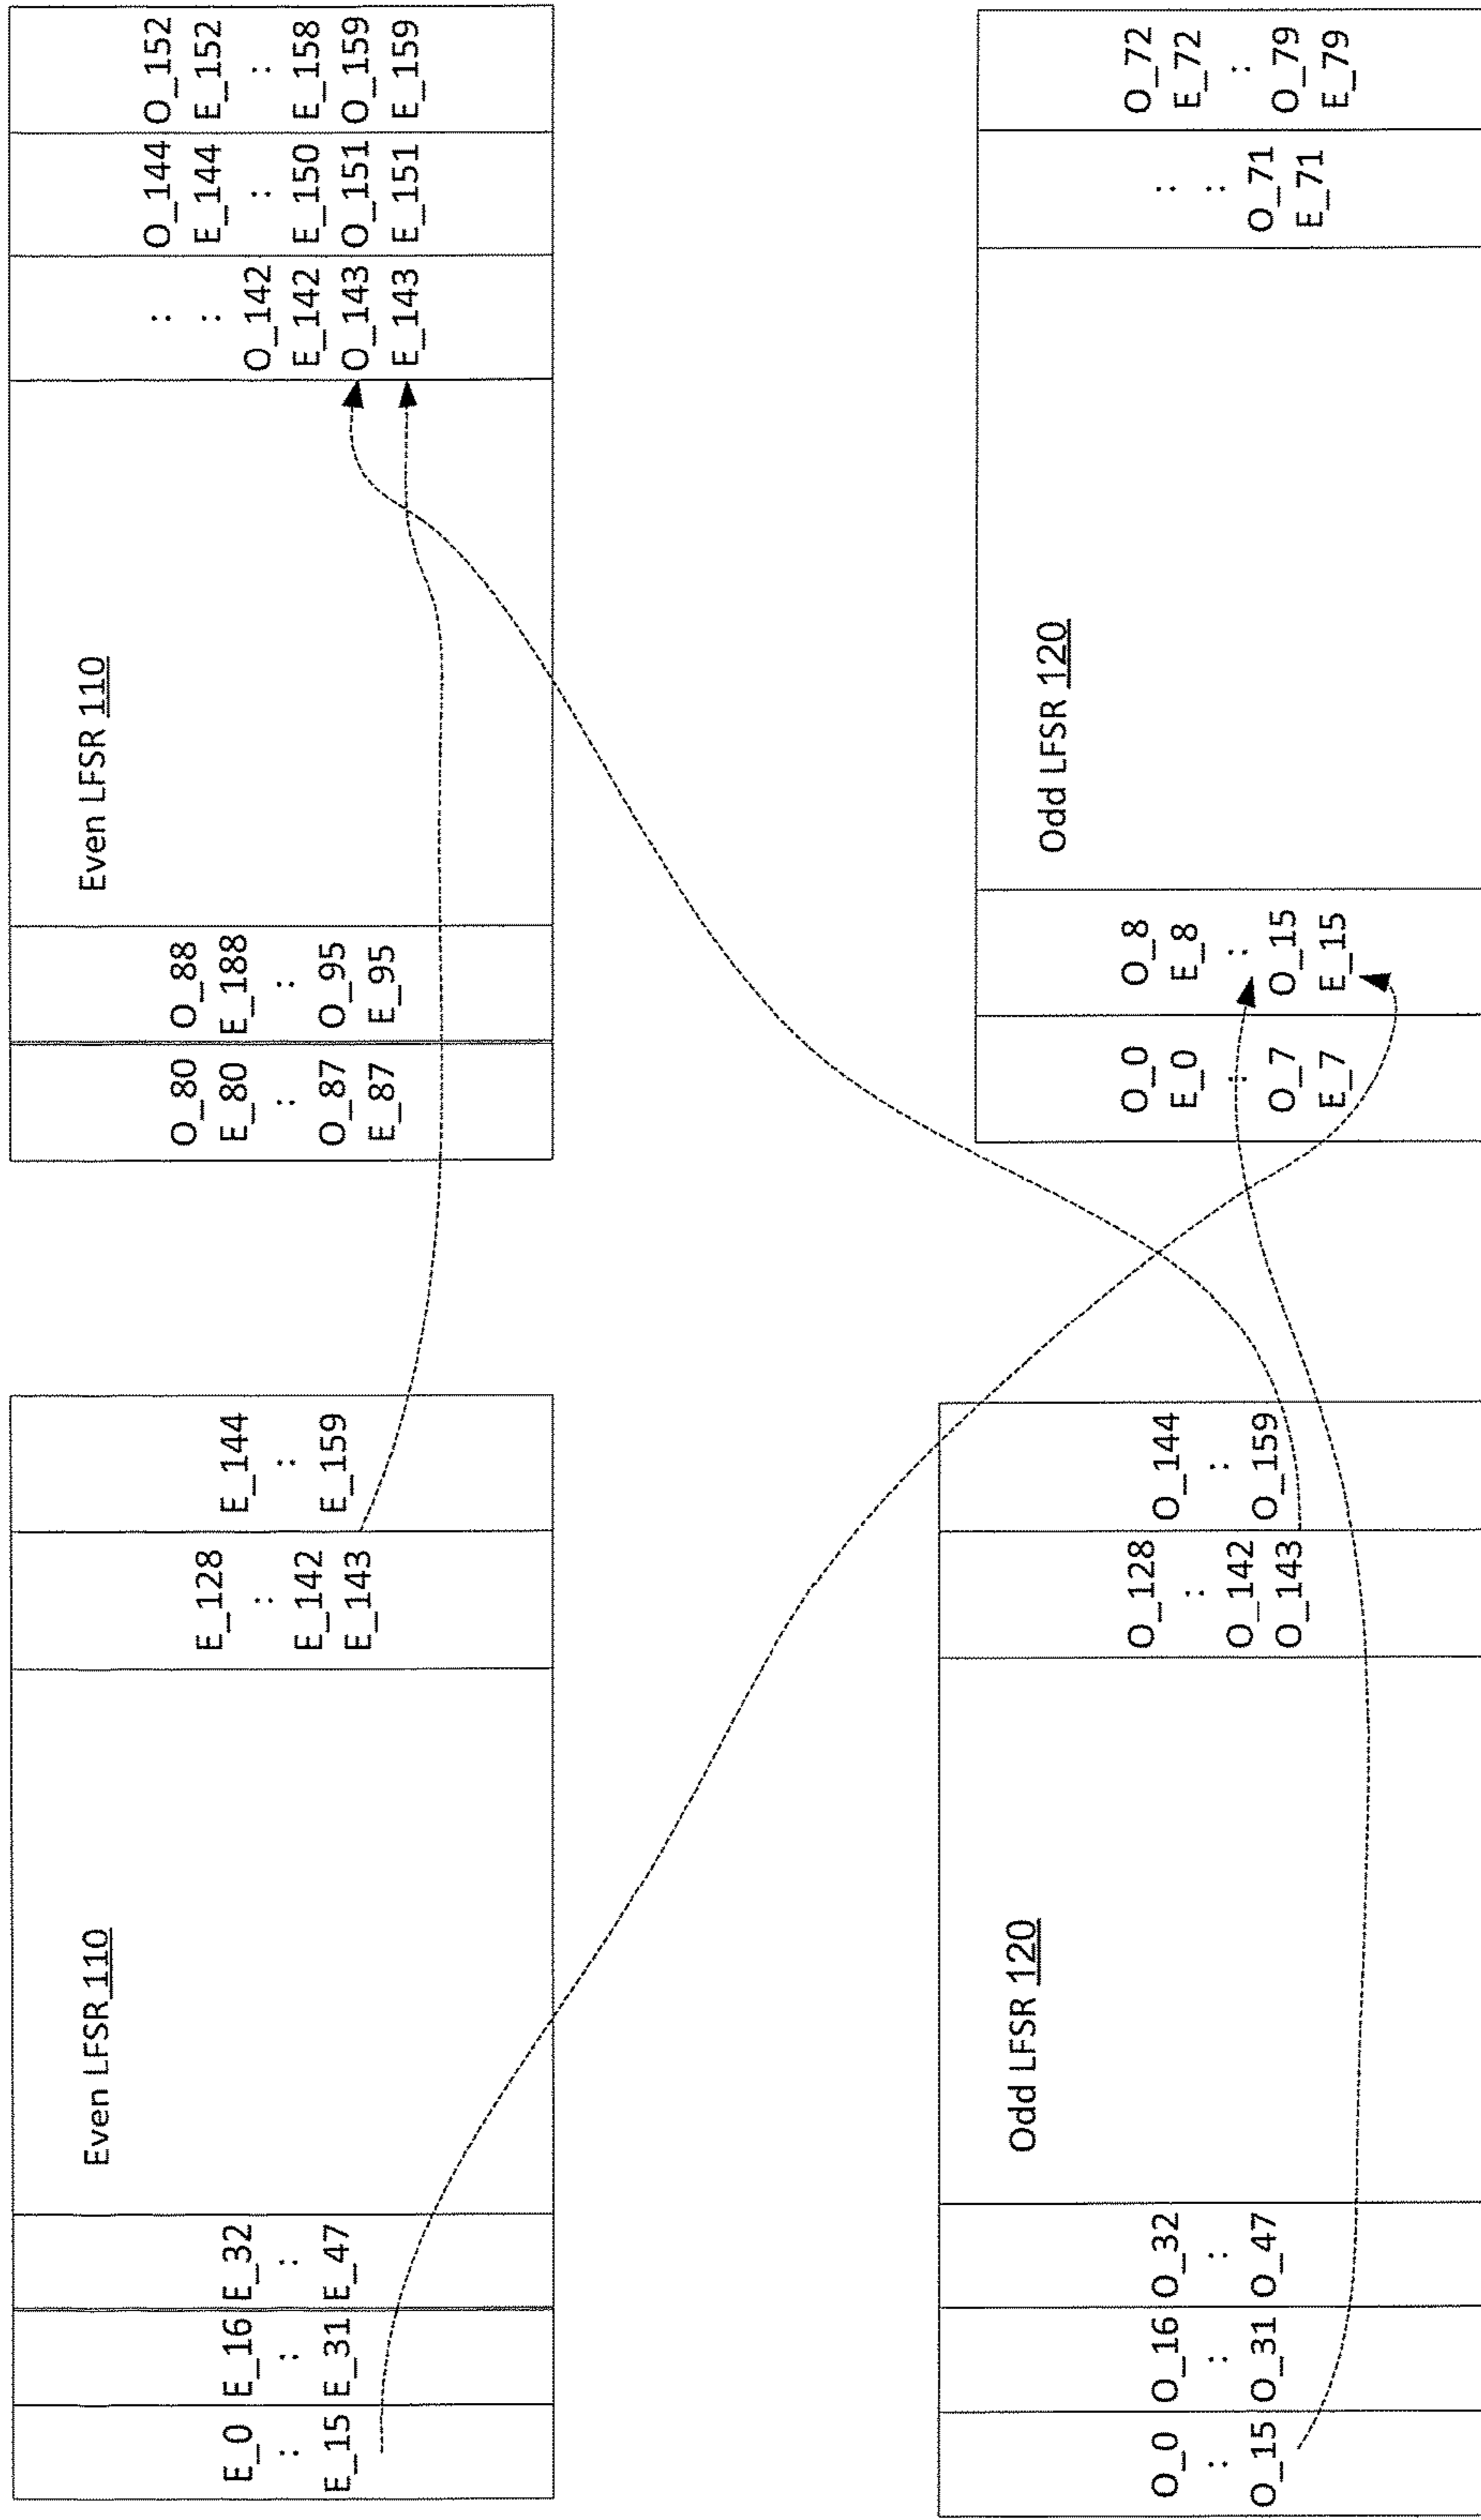 Even LFSR 110
E_0
:
E_15
E_16
:
E_31
E_32
:
E_47
E_128
:
E_142
E_143
E_144
:
E_159
Even LFSR 110
O_80
E_80
:
O_87
E_87
O_88
E_188
:
O_95
E_95
:
:
O_142
E_142
O_143
E_143
O_144
E_144
:
E_150
O_151
E_151
O_152
E_152
:
E_158
O_159
E_159
Odd LFSR 120
O_0
:
O_15
O_16
:
O_31
O_32
:
O_47
O_128
:
O_142
O_143
O_144
:
O_159
Odd LFSR 120
O_0
E_0
:
O_7
E_7
O_8
E_8
:
O_15
E_15
:
:
O_71
E_71
O_72
E_72
:
O_79
E_79